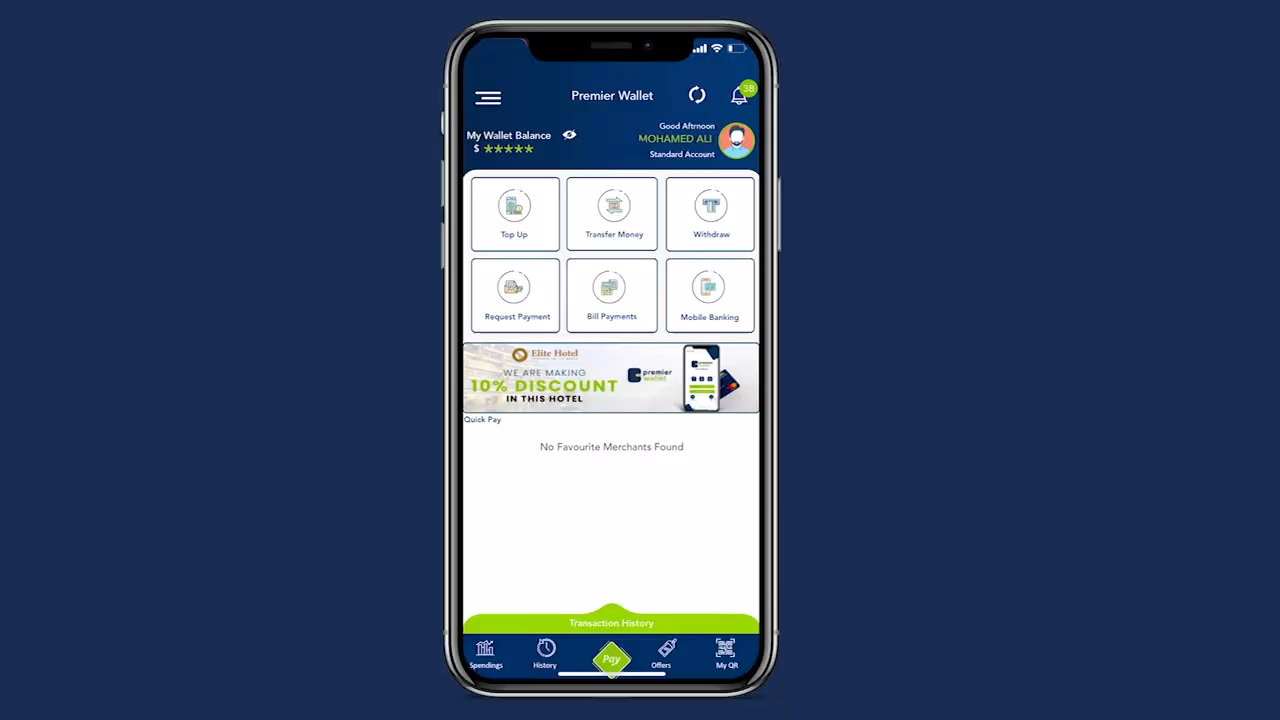 Premier Wallet
38
Good Aftrnoon
My Wallet Balance
MOHAMED ALI
$ *****
Standard Account
Top Up
Transfer Money
Withdraw
Request Payment
Bill Payments
Mobile Banking
Elite Hotel
WE ARE MAKING
10% DISCOUNT
IN THIS HOTEL
premier
wallet
Quick Pay
No Favourite Merchants Found
Transaction History
Spendings
History
Pay
Offers
My QR